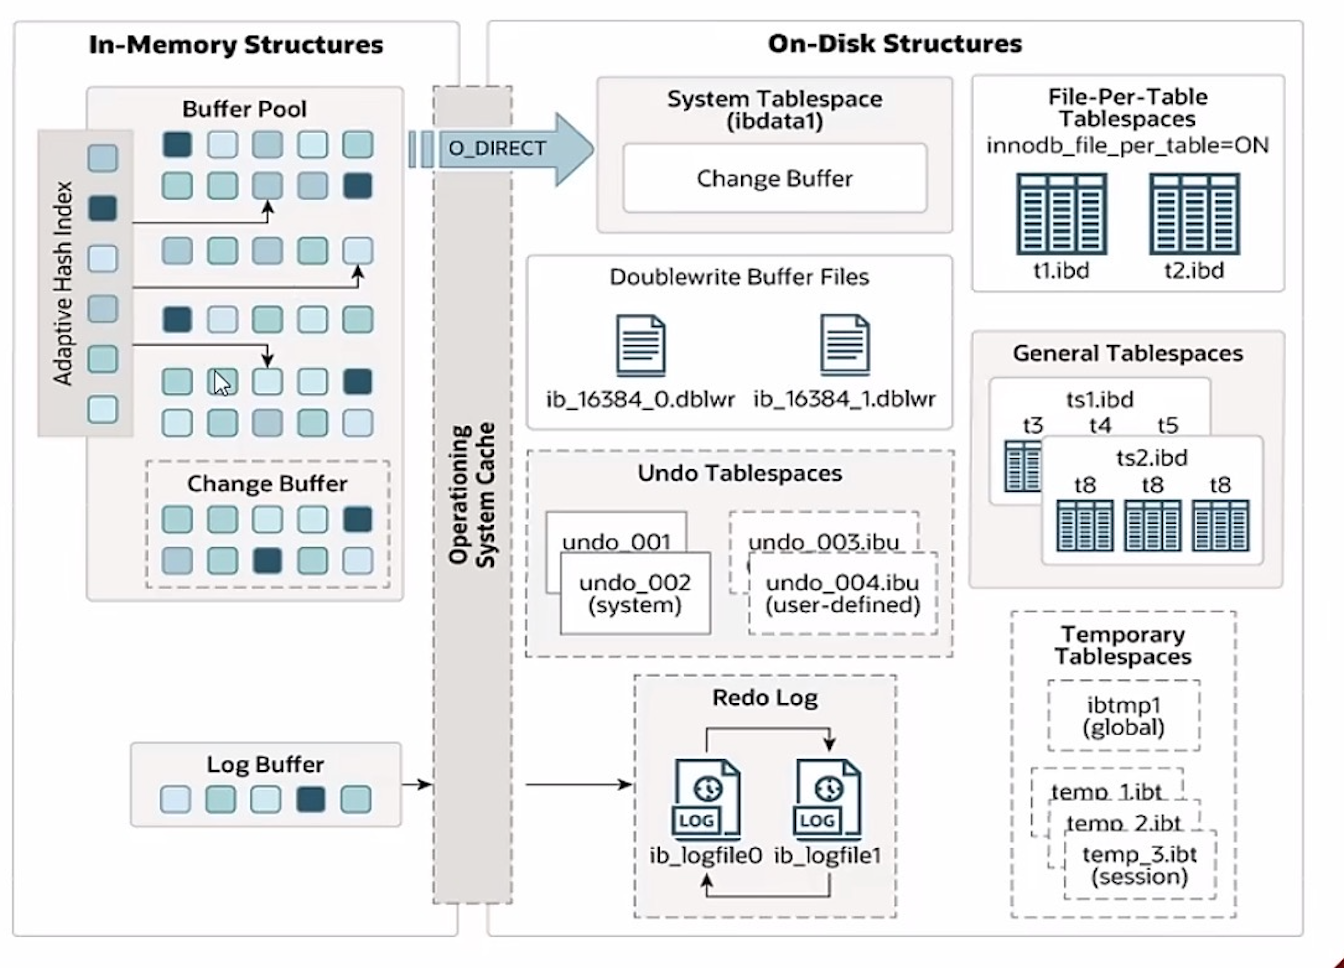 In-Memory Structures
Buffer Pool
Adaptive Hash Index
Change Buffer
Log Buffer
Operationing
System Cache
O_DIRECT
On-Disk Structures
System Tablespace
(ibdata1)
Change Buffer
Doublewrite Buffer Files
ib_16384_0.dblwr
ib_16384_1.dblwr
Undo Tablespaces
undo_001
undo_002
(system)
undo_003.ibu
undo_004.ibu
(user-defined)
Redo Log
LOG
LOG
ib_logfile0
ib_logfile1
File-Per-Table
Tablespaces
innodb_file_per_table=ON
t1.ibd
t2.ibd
General Tablespaces
ts1.ibd
t3
t4
t5
ts2.ibd
t8
t8
t8
Temporary
Tablespaces
ibtmp1
(global)
temp_1.ibt
temp_2.ibt
temp_3.ibt
(session)